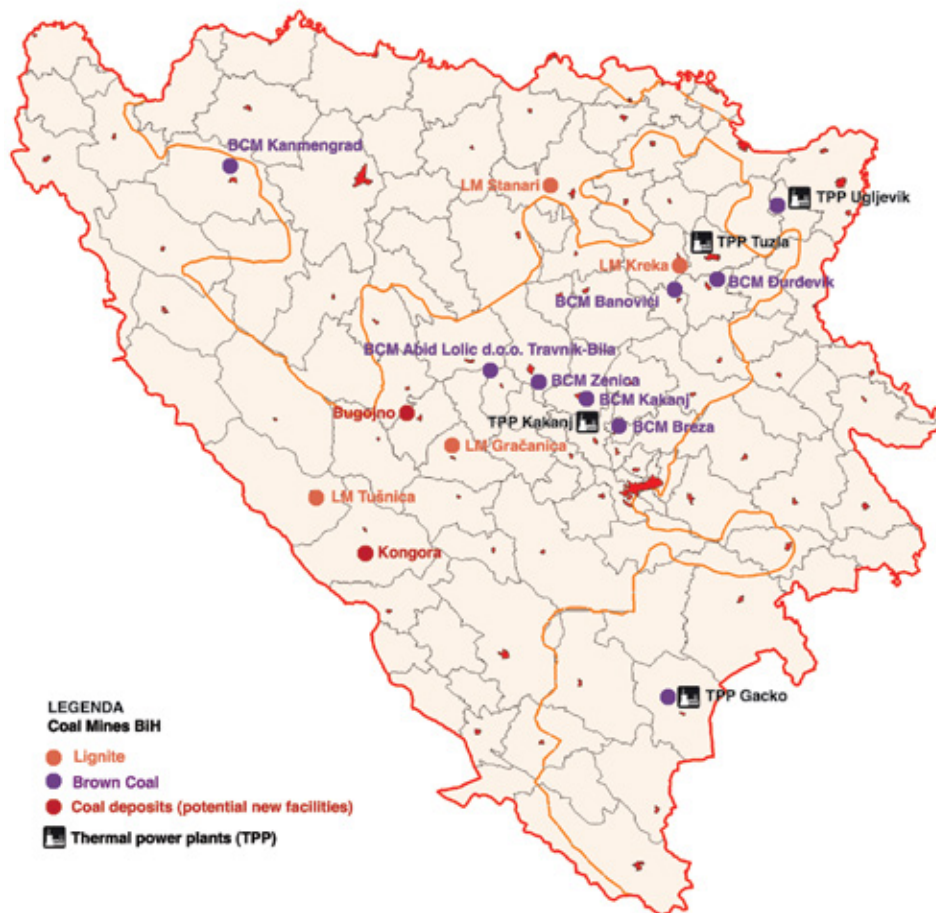 BCM Kanmengrad
LM Stanari
TPP Ugljevik
TPP Tuzla
LM Kreka
BCM Đurđevik
BCM Banovići
BCM Abid Lolic d.o.o. Travnik-Bila
BCM Zenica
BCM Kakanj
Bugojno
TPP Kakanj
BCM Breza
LM Gračanica
LM Tušnica
Kongora
TPP Gacko
LEGENDA
Coal Mines BiH
Lignite
Brown Coal
Coal deposits (potential new facilities)
Thermal power plants (TPP)